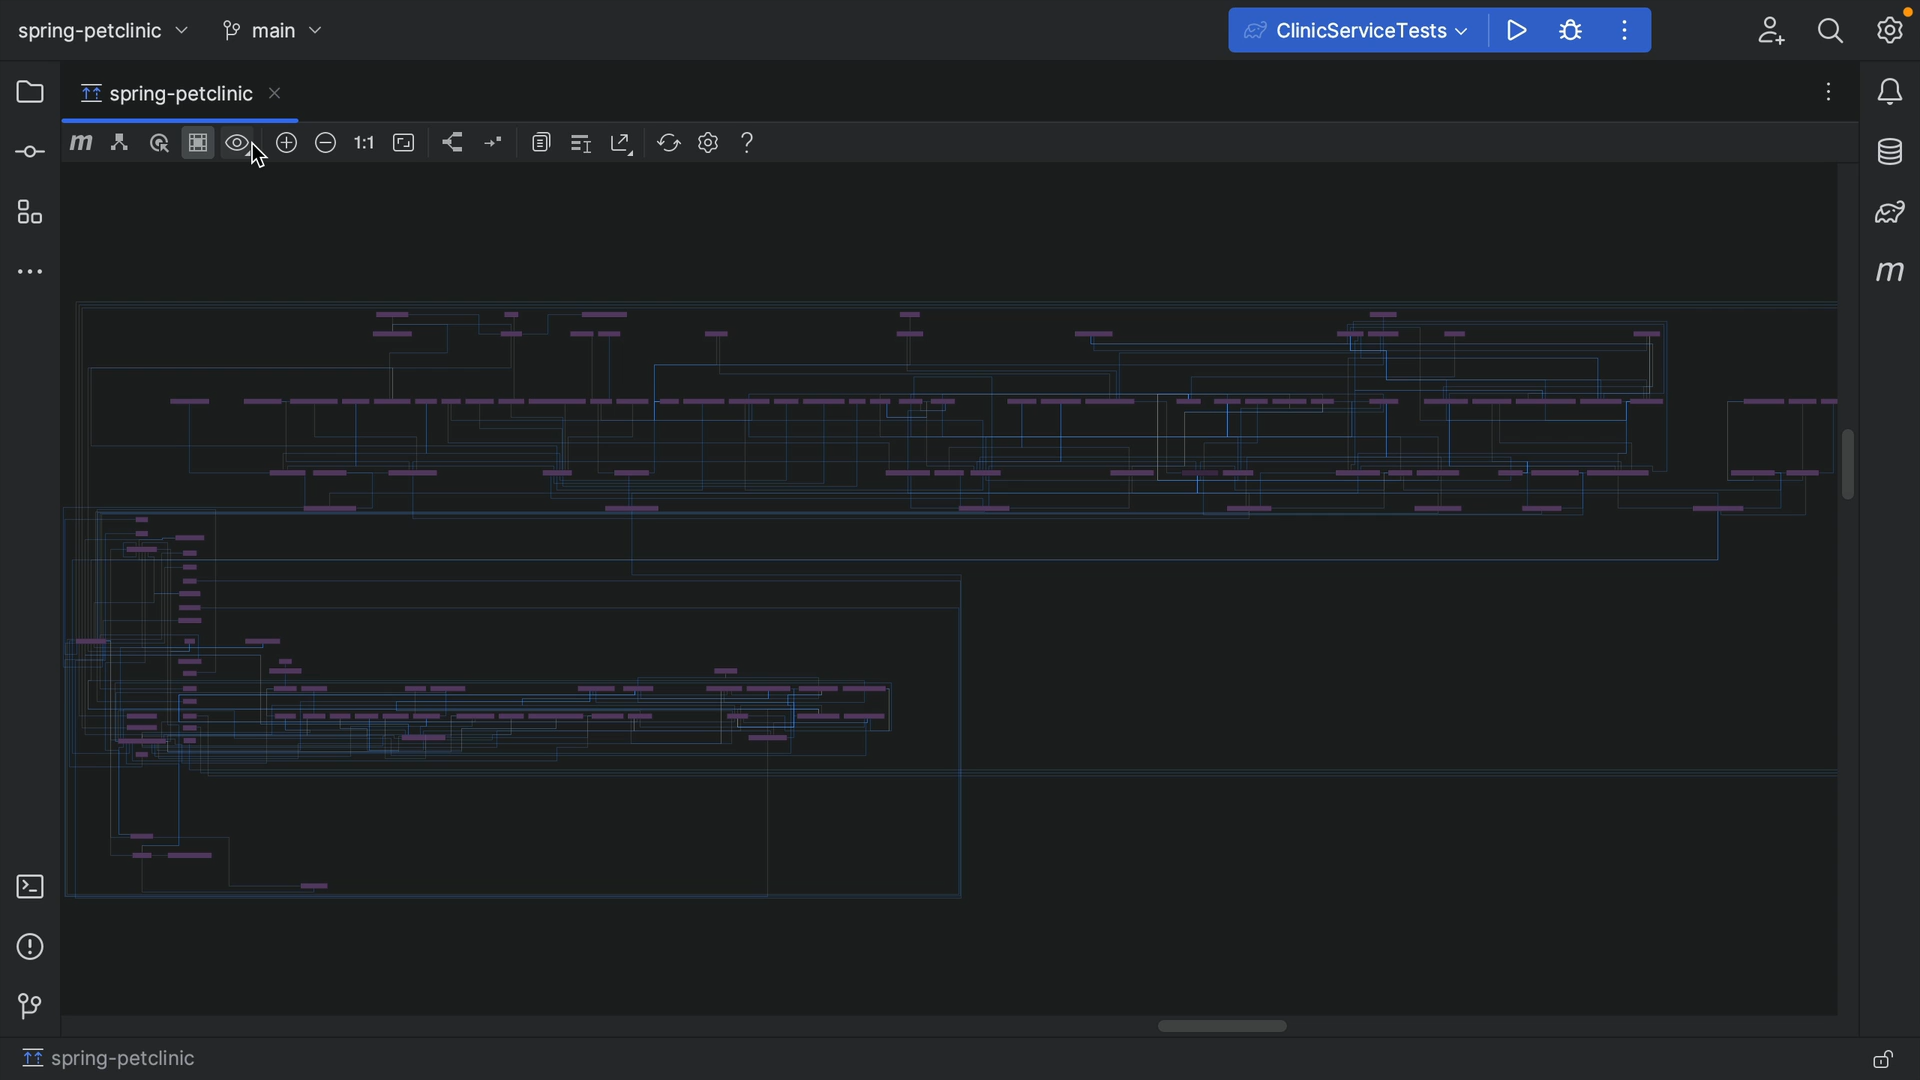 spring-petclinic
main
ClinicServiceTests
spring-petclinic
m
1:1
?
m
spring-petclinic